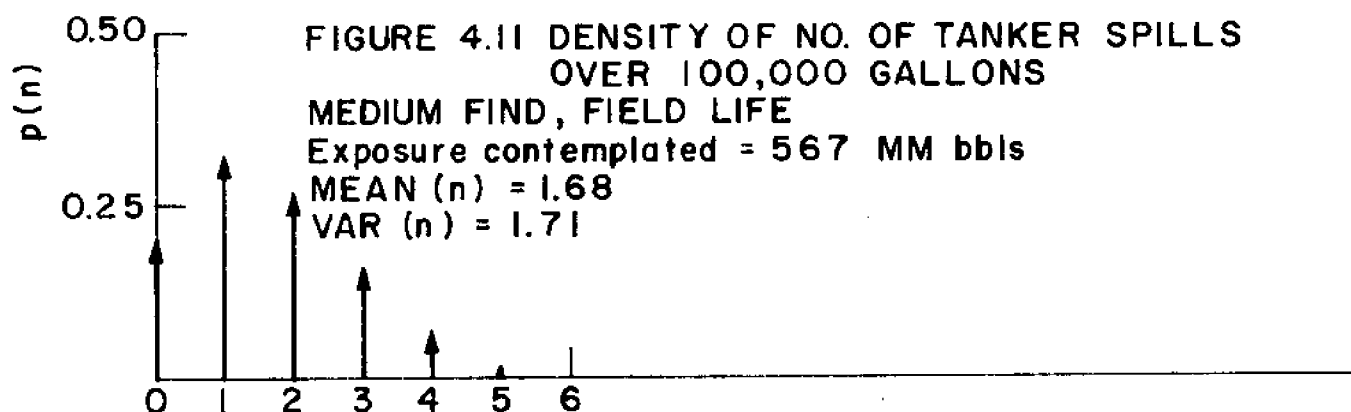 0.50
FIGURE 4.11 DENSITY OF NO. OF TANKER SPILLS
OVER 100,000 GALLONS
p(n)
MEDIUM FIND, FIELD LIFE
Exposure contemplated = 567 MM bbls
MEAN (n) = 1.68
0.25
VAR (n) = 1.71
0 1 2 3 4 5 6